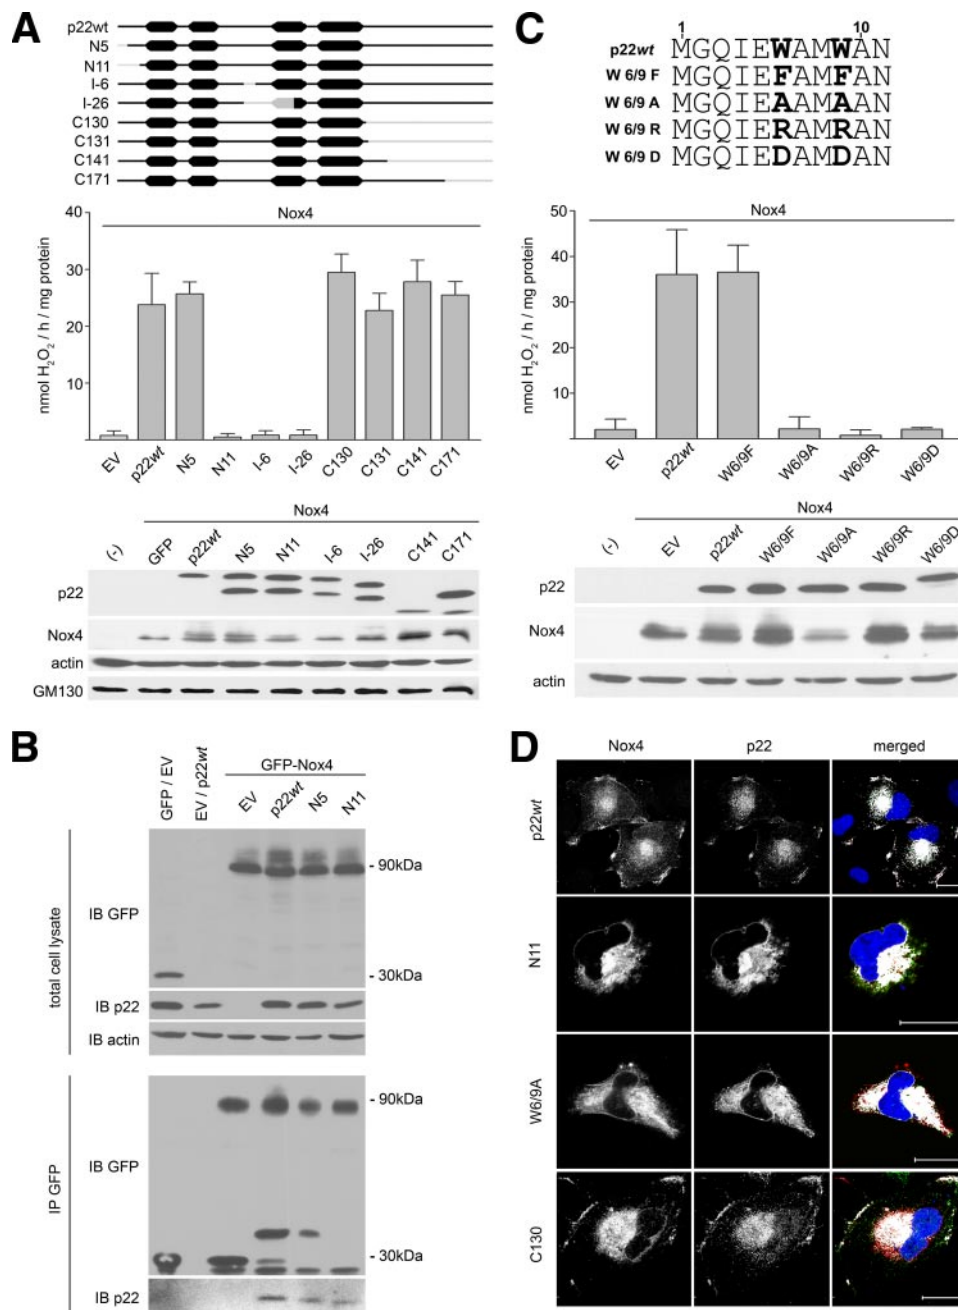 A
p22wt
N5
N11
I-6
I-26
C130
C131
C141
C171
Nox4
nmol H₂O₂ / h / mg protein
40
30
20
10
EV
p22wt
N5
N11
I-6
I-26
C130
C131
C141
C171
Nox4
(-)
GFP
p22wt
N5
N11
I-6
I-26
C141
C171
p22
Nox4
actin
GM130
C
1 10
p22wt MGQIEWAMWAN
W 6/9 F MGQIEFAMFAN
W 6/9 A MGQIEAAMAAN
W 6/9 R MGQIERAMRAN
W 6/9 D MGQIEDAMDAN
Nox4
nmol H₂O₂ / h / mg protein
50
40
30
20
10
EV
p22wt
W6/9F
W6/9A
W6/9R
W6/9D
Nox4
(-)
EV
p22wt
W6/9F
W6/9A
W6/9R
W6/9D
p22
Nox4
actin
B
GFP / EV
EV / p22wt
GFP-Nox4
EV
p22wt
N5
N11
total cell lysate
IB GFP
- 90kDa
- 30kDa
IB p22
IB actin
IP GFP
IB GFP
- 90kDa
- 30kDa
IB p22
D
Nox4 p22 merged
p22wt
N11
W6/9A
C130